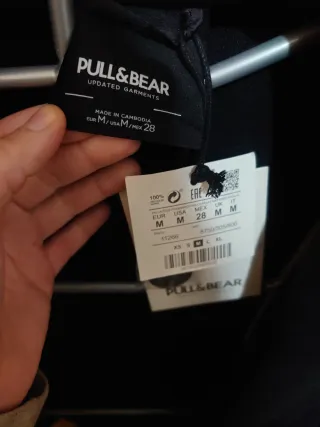 PULL&BEAR
UPDATED GARMENTS
MADE IN CAMBODIA
EUR M/USA M/MEX 28
100%
EAC
EUR USA MEX UK IT
M M 28 M M
XS S M L XL
PULL&BEAR